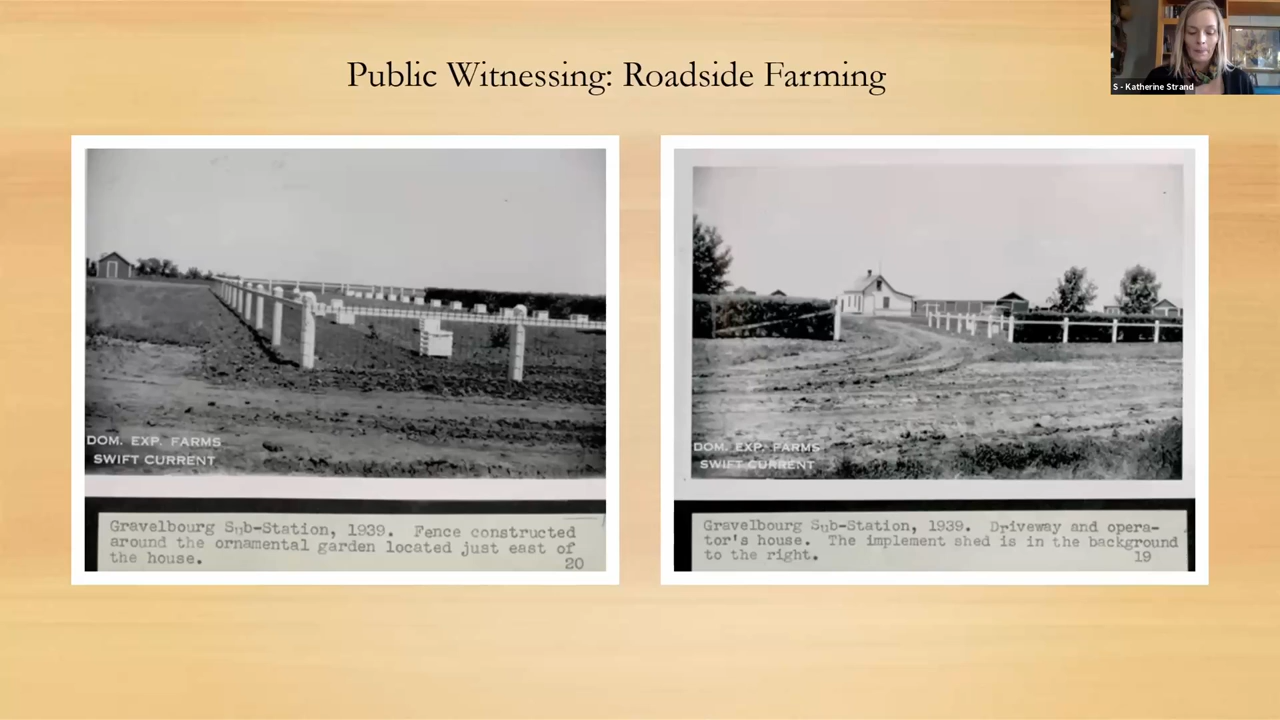 Public Witnessing: Roadside Farming
S - Katherine Strand
DOM. EXP. FARMS
SWIFT CURRENT
Gravelbourg Sub-Station, 1939. Fence constructed
around the ornamental garden located just east of
the house.
20
DOM. EXP. FARMS
SWIFT CURRENT
Gravelbourg Sub-Station, 1939. Driveway and opera-
tor's house. The implement shed is in the background
to the right.
19